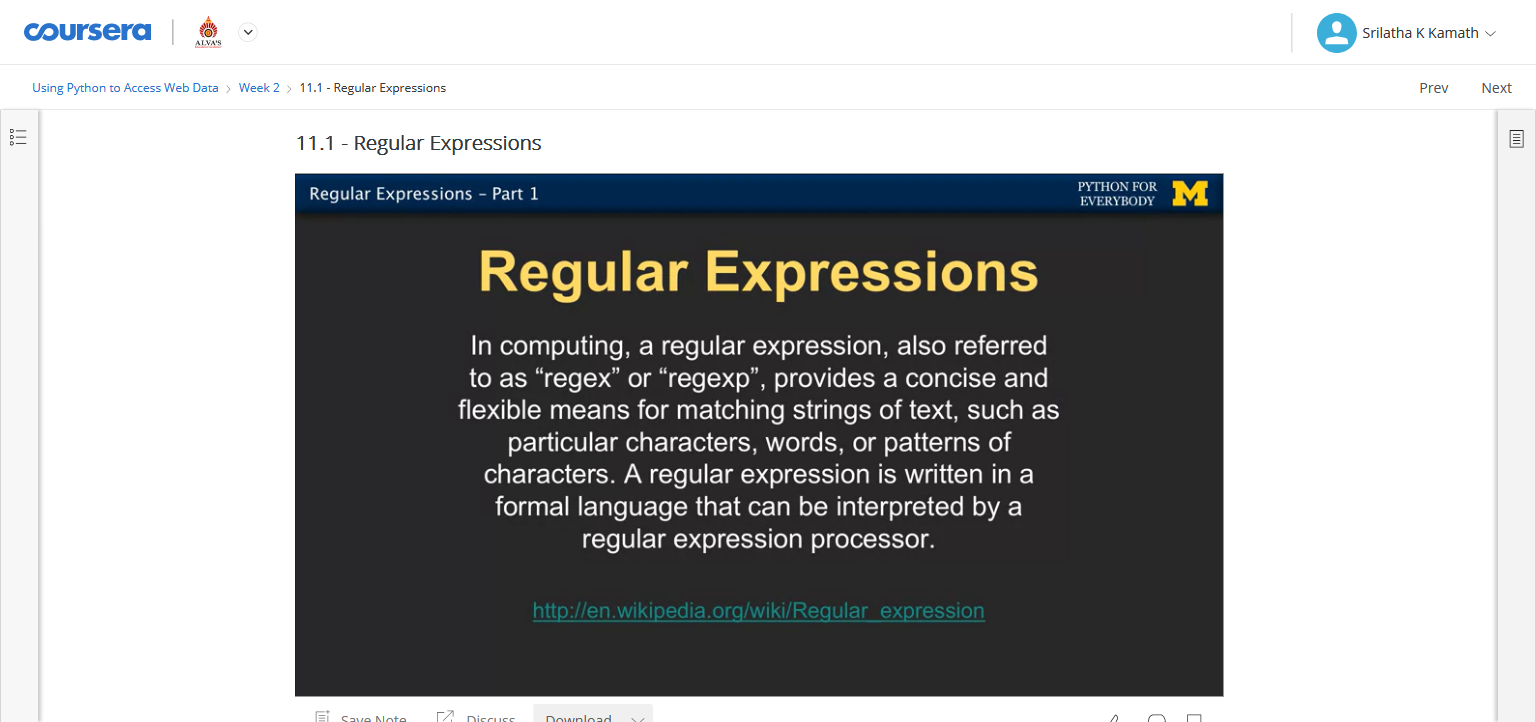 coursera
ALVA'S
Srilatha K Kamath
Using Python to Access Web Data > Week 2 > 11.1 - Regular Expressions
Prev Next
11.1 - Regular Expressions
Regular Expressions – Part 1
PYTHON FOR
EVERYBODY
M
Regular Expressions
In computing, a regular expression, also referred
to as “regex” or “regexp”, provides a concise and
flexible means for matching strings of text, such as
particular characters, words, or patterns of
characters. A regular expression is written in a
formal language that can be interpreted by a
regular expression processor.
http://en.wikipedia.org/wiki/Regular_expression
Save Note Discuss Download